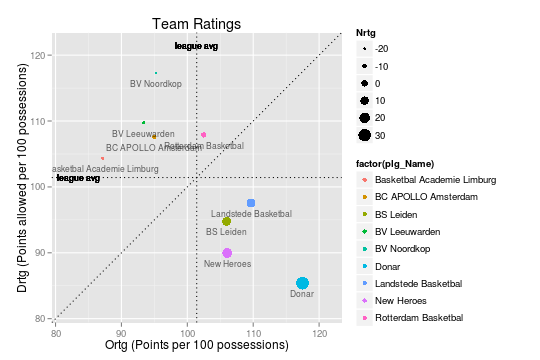 Team Ratings
Drtg (Points allowed per 100 possessions)
120
110
100
90
80
80
90
100
110
120
Ortg (Points per 100 possessions)
league avg
league avg
BV Noordkop
BV Leeuwarden
BC APOLLO Amsterdam
Rotterdam Basketbal
asketbal Academie Limburg
Landstede Basketbal
BS Leiden
New Heroes
Donar
Nrtg
-20
-10
0
10
20
30
factor(plg_Name)
Basketbal Academie Limburg
BC APOLLO Amsterdam
BS Leiden
BV Leeuwarden
BV Noordkop
Donar
Landstede Basketbal
New Heroes
Rotterdam Basketbal